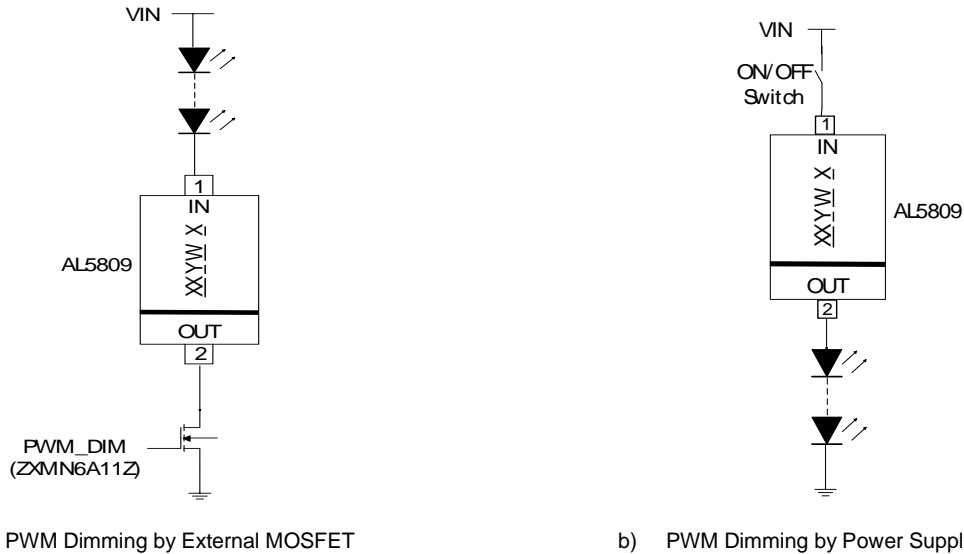 VIN
1
IN
XXYW X
AL5809
OUT
2
PWM_DIM
(ZXMN6A11Z)
PWM Dimming by External MOSFET
VIN
ON/OFF
Switch
1
IN
XXYW X
AL5809
OUT
2
b) PWM Dimming by Power Suppl